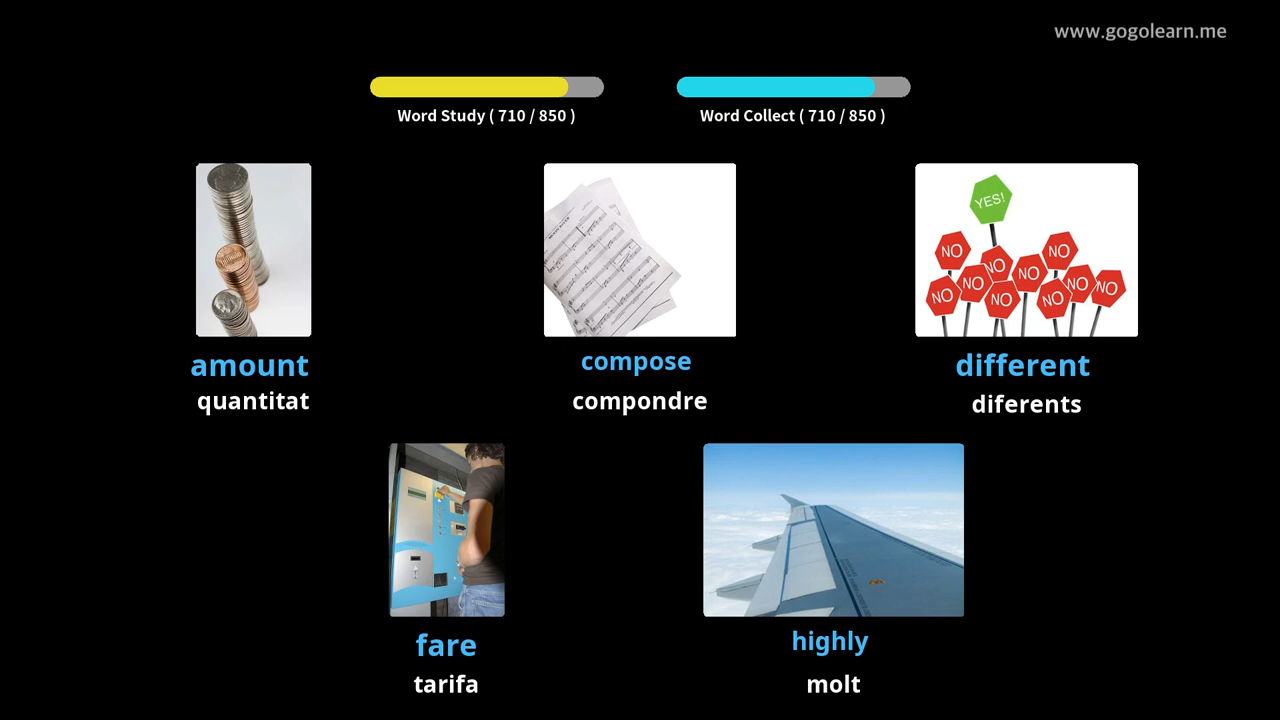 www.gogolearn.me
Word Study ( 710 / 850 )
Word Collect ( 710 / 850 )
YES!
NO
NO
NO
NO
NO
NO
NO
NO
NO
NO
amount
quantitat
compose
compondre
different
diferents
fare
tarifa
highly
molt